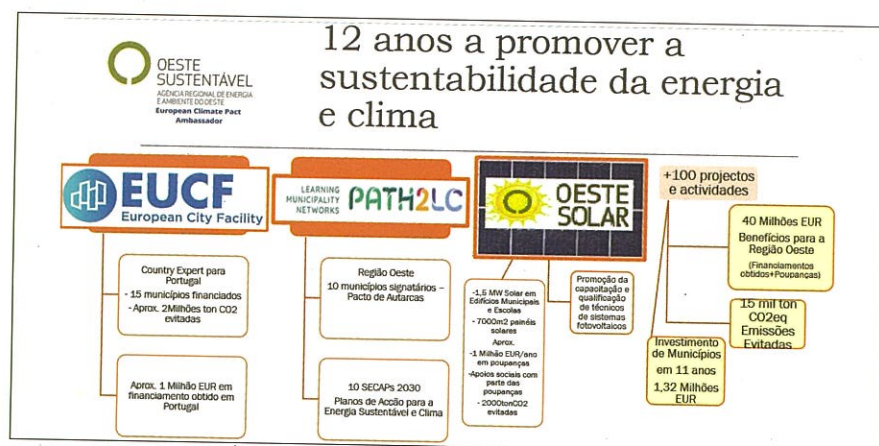 OESTE
SUSTENTÁVEL
AGÊNCIA REGIONAL DE ENERGIA
E AMBIENTE DO OESTE
European Climate Pact
Ambassador
12 anos a promover a
sustentabilidade da energia
e clima
EUCF
European City Facility
Country Expert para
Portugal
- 15 municípios financiados
- Aprox. 2Milhões ton CO2
evitadas
Aprox. 1 Milhão EUR em
financiamento obtido em
Portugal
LEARNING
MUNICIPALITY
NETWORKS
PATH2LC
Região Oeste
10 municípios signatários –
Pacto de Autarcas
10 SECAPs 2030
Planos de Acção para a
Energia Sustentável e Clima
OESTE
SOLAR
-1,5 MW Solar em
Edifícios Municipais
e Escolas
- 7000m2 painéis
solares
Aprox.
-1 Milhão EUR/ano
em poupanças
-Apoios sociais com
parte das
poupanças
- 2000tonCO2
evitadas
Promoção da
capacitação e
qualificação
de técnicos
de sistemas
fotovoltaicos
+100 projectos
e actividades
40 Milhões EUR
Benefícios para a
Região Oeste
(Financiamentos
obtidos+Poupanças)
15 mil ton
CO2eq
Emissões
Evitadas
Investimento
de Municípios
em 11 anos
1,32 Milhões
EUR